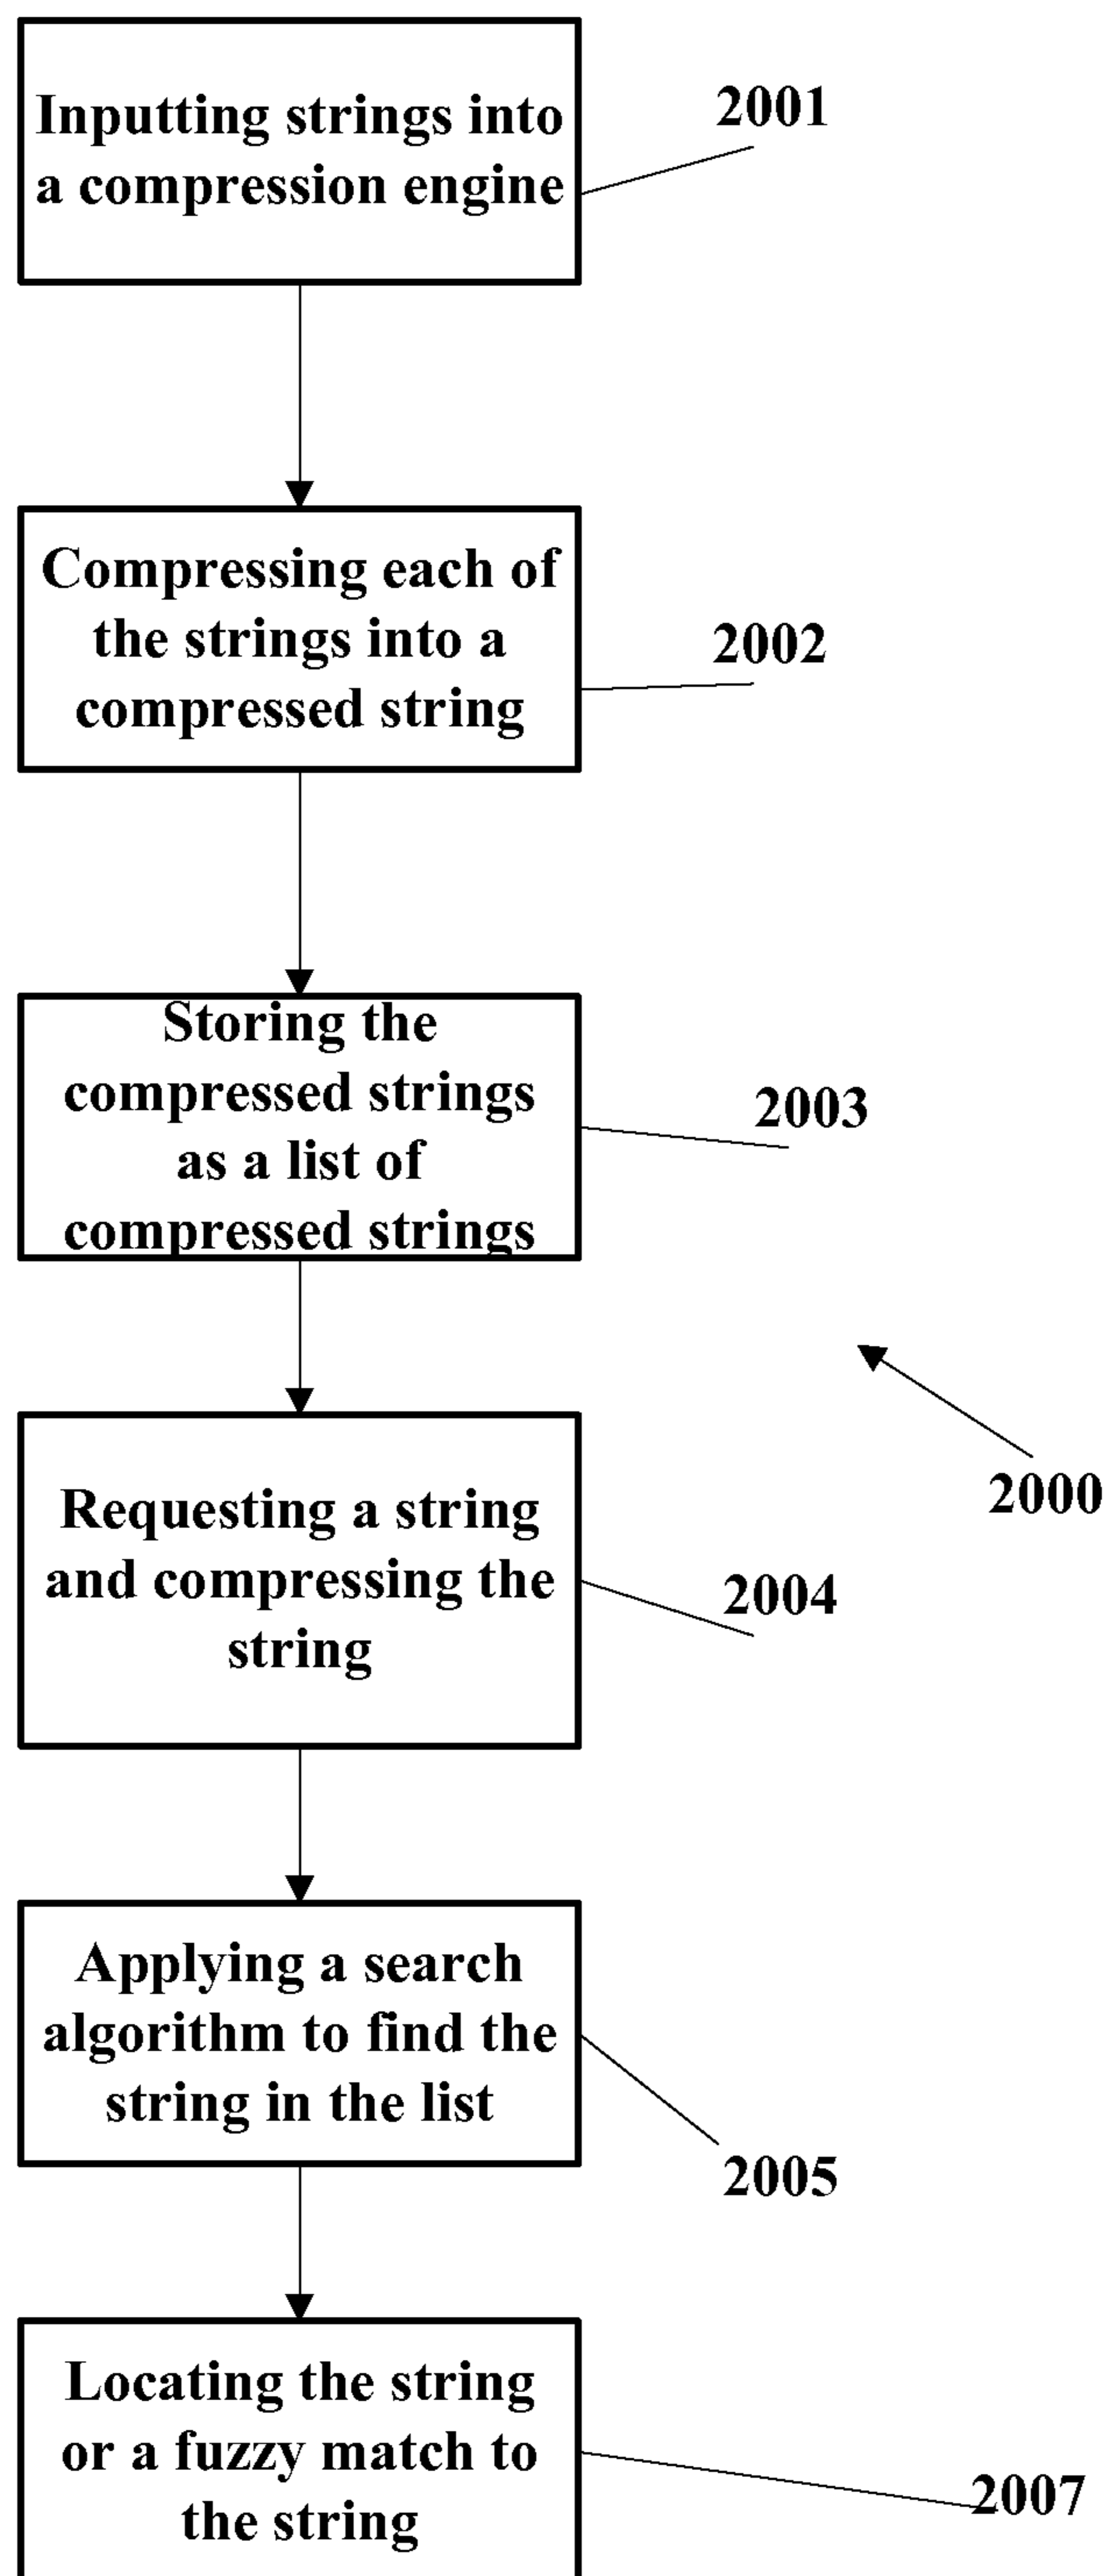 Inputting strings into
a compression engine
2001
Compressing each of
the strings into a
compressed string
2002
Storing the
compressed strings
as a list of
compressed strings
2003
2000
Requesting a string
and compressing the
string
2004
Applying a search
algorithm to find the
string in the list
2005
Locating the string
or a fuzzy match to
the string
2007